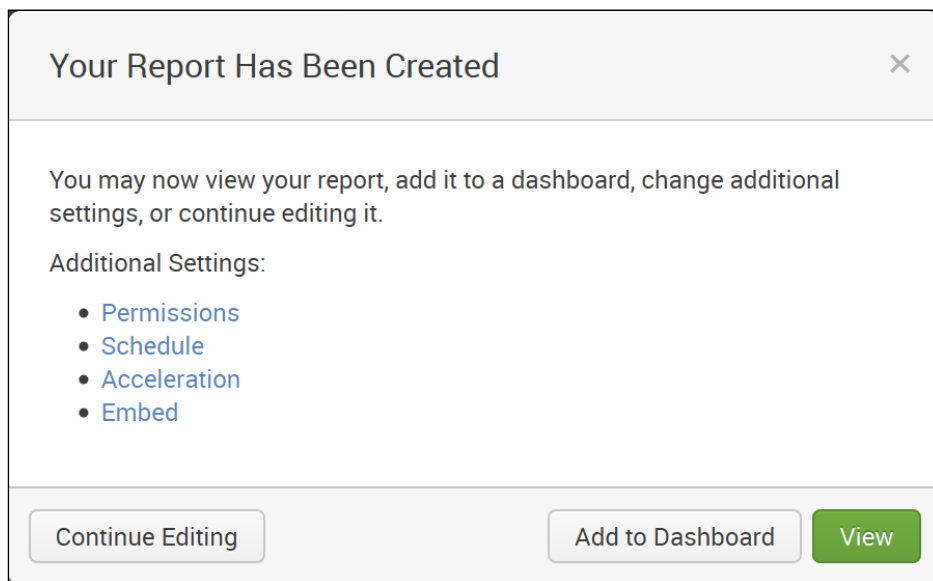 Your Report Has Been Created
You may now view your report, add it to a dashboard, change additional
settings, or continue editing it.
Additional Settings:
Permissions
Schedule
Acceleration
Embed
Continue Editing
Add to Dashboard
View